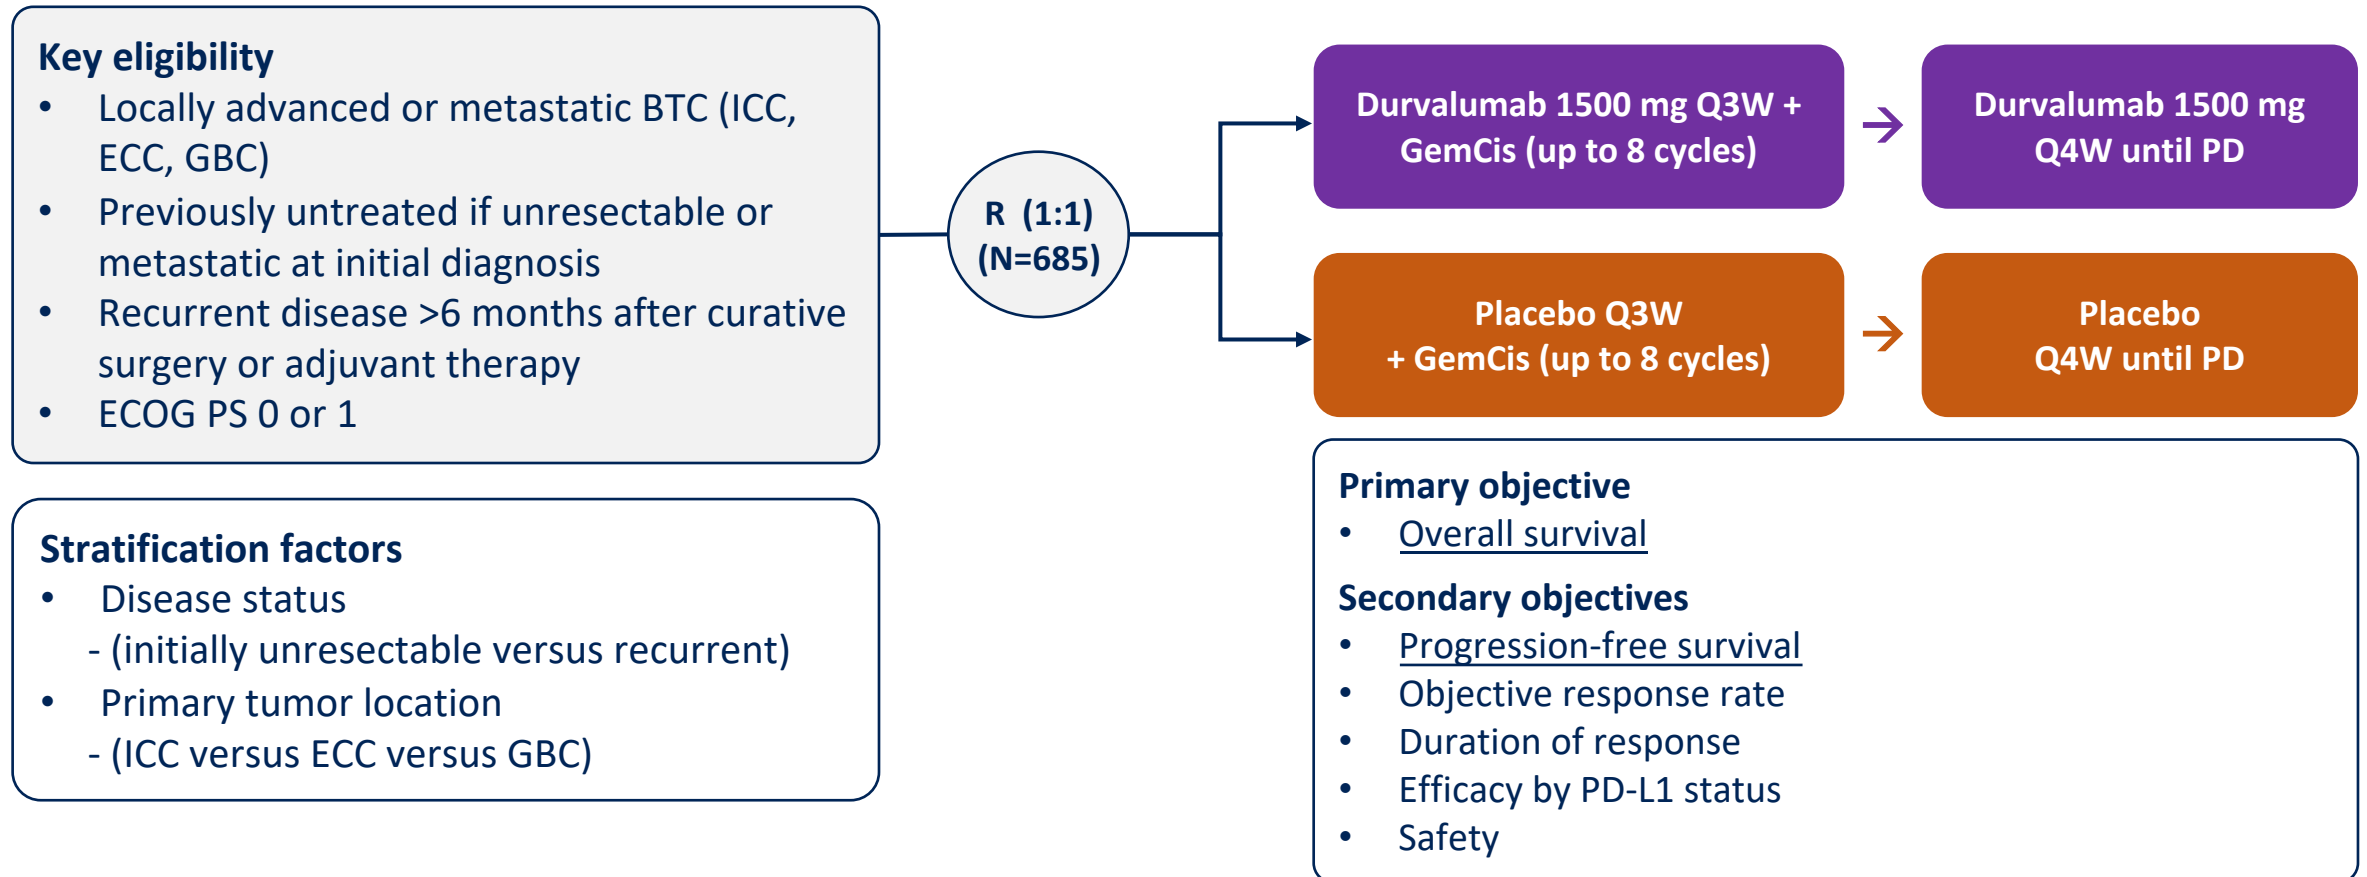 Key eligibility
• Locally advanced or metastatic BTC (ICC,
ECC, GBC)
• Previously untreated if unresectable or
metastatic at initial diagnosis
• Recurrent disease >6 months after curative
surgery or adjuvant therapy
• ECOG PS 0 or 1
Stratification factors
• Disease status
- (initially unresectable versus recurrent)
• Primary tumor location
- (ICC versus ECC versus GBC)
R (1:1)
(N=685)
Durvalumab 1500 mg Q3W +
GemCis (up to 8 cycles)
→
Durvalumab 1500 mg
Q4W until PD
Placebo Q3W
+ GemCis (up to 8 cycles)
→
Placebo
Q4W until PD
Primary objective
• Overall survival
Secondary objectives
• Progression-free survival
• Objective response rate
• Duration of response
• Efficacy by PD-L1 status
• Safety